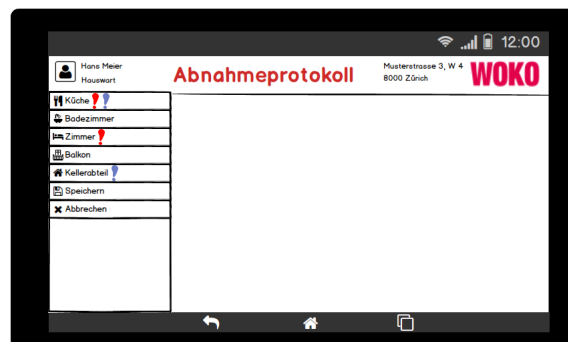 12:00
Hans Meier
Hauswart
Abnahmeprotokoll
Musterstrasse 3, W 4
8000 Zürich
WOKO
Küche
Badezimmer
Zimmer
Balkon
Kellerabteil
Speichern
Abbrechen